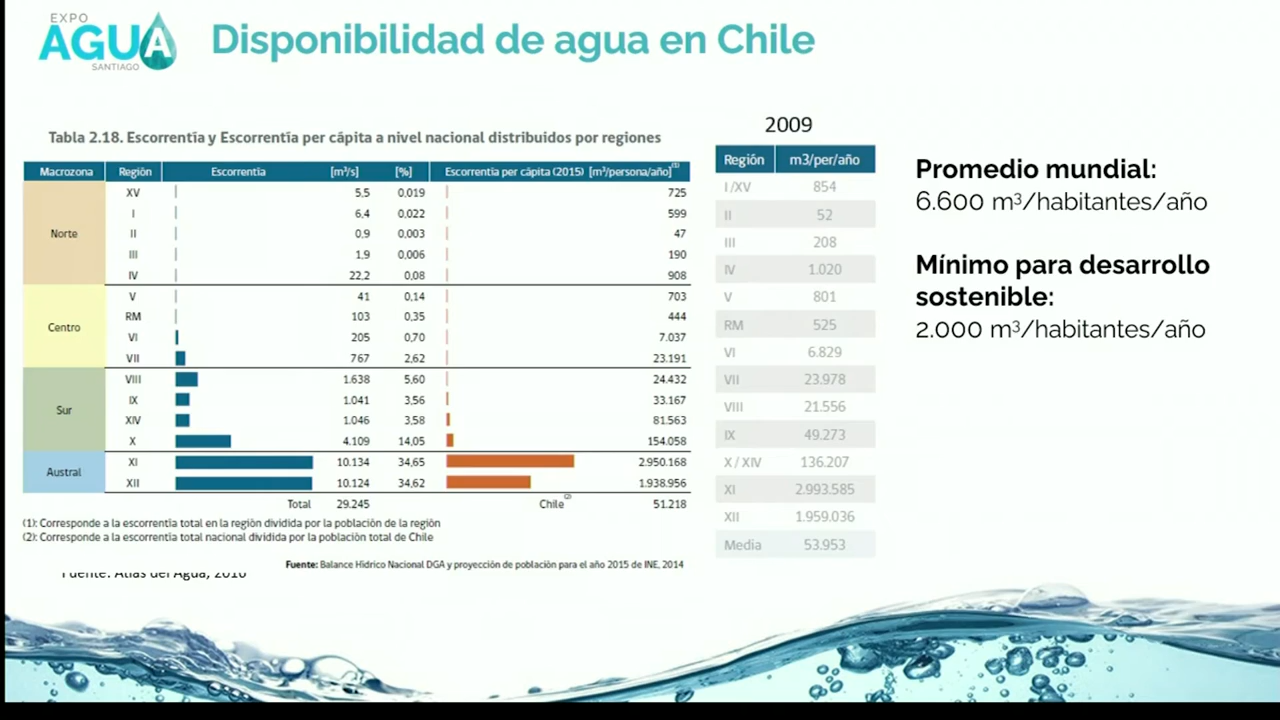 EXPO
AGUA
SANTIAGO
Disponibilidad de agua en Chile
Tabla 2.18. Escorrentía y Escorrentía per cápita a nivel nacional distribuidos por regiones
Macrozona Región Escorrentía [m³/s] [%] Escorrentía per cápita (2015) [m³/persona/año](1)
Norte
XV 5,5 0,019 725
I 6,4 0,022 599
II 0,9 0,003 47
III 1,9 0,006 190
IV 22,2 0,08 908
Centro
V 41 0,14 703
RM 103 0,35 444
VI 205 0,70 7.037
VII 767 2,62 23.191
Sur
VIII 1.638 5,60 24.432
IX 1.041 3,56 33.167
XIV 1.046 3,58 81.563
X 4.109 14,05 154.058
Austral
XI 10.134 34,65 2.950.168
XII 10.124 34,62 1.938.956
Total 29.245 Chile(2) 51.218
(1): Corresponde a la escorrentía total en la región dividida por la población de la región
(2): Corresponde a la escorrentía total nacional dividida por la población total de Chile
Fuente: Balance Hídrico Nacional DGA y proyección de población para el año 2015 de INE, 2014
Fuente: Atlas del Agua, 2016
2009
Región m3/per/año
I /XV 854
II 52
III 208
IV 1.020
V 801
RM 525
VI 6.829
VII 23.978
VIII 21.556
IX 49.273
X / XIV 136.207
XI 2.993.585
XII 1.959.036
Media 53.953
Promedio mundial:
6.600 m³/habitantes/año
Mínimo para desarrollo
sostenible:
2.000 m³/habitantes/año